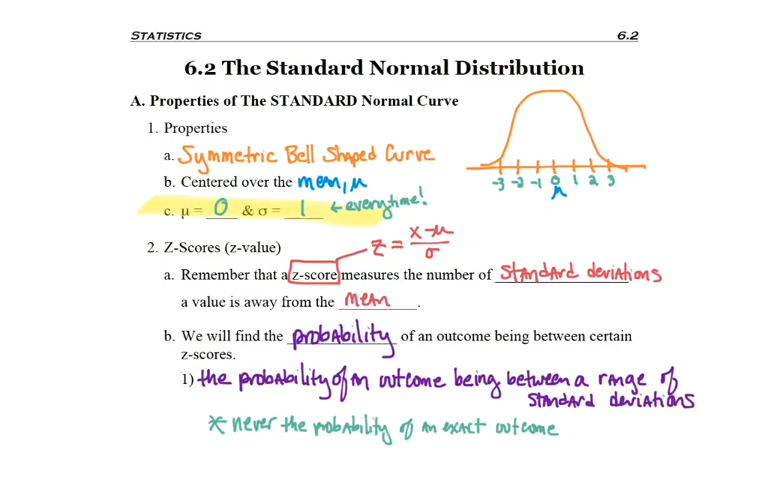 STATISTICS 6.2
6.2 The Standard Normal Distribution
A. Properties of The STANDARD Normal Curve
1. Properties
a. Symmetric Bell Shaped Curve
b. Centered over the mean, μ
c. μ = 0 & σ = 1 ← everytime!
-3 -2 -1 0 1 2 3
μ
2. Z-Scores (z-value)
z = x-μ / σ
a. Remember that a z-score measures the number of standard deviations
a value is away from the mean.
b. We will find the probability of an outcome being between certain
z-scores.
1) the probability of an outcome being between a range of
standard deviations
* never the probability of an exact outcome